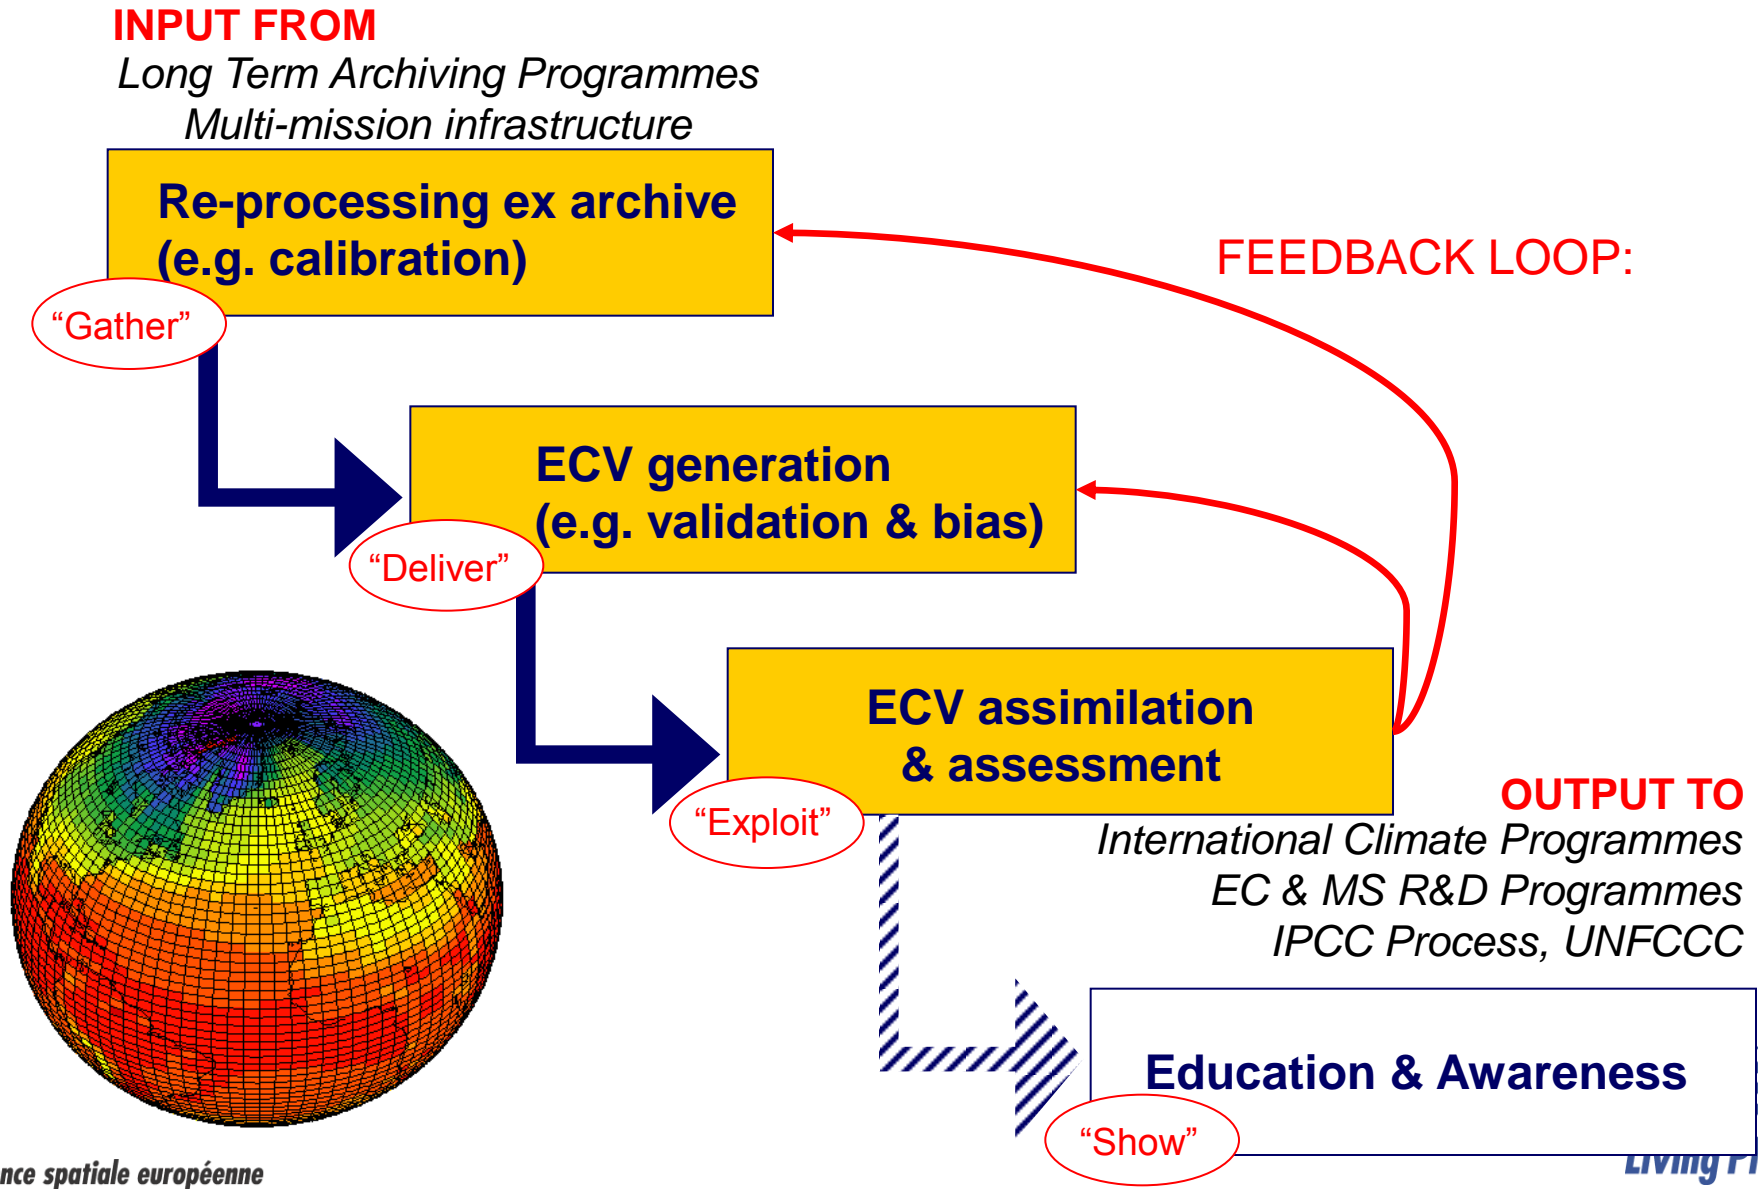 INPUT FROM
Long Term Archiving Programmes
Multi-mission infrastructure
Re-processing ex archive
(e.g. calibration)
“Gather”
FEEDBACK LOOP:
ECV generation
(e.g. validation & bias)
“Deliver”
ECV assimilation
& assessment
“Exploit”
OUTPUT TO
International Climate Programmes
EC & MS R&D Programmes
IPCC Process, UNFCCC
Education & Awareness
“Show”
nce spatiale européenne
Living Pl